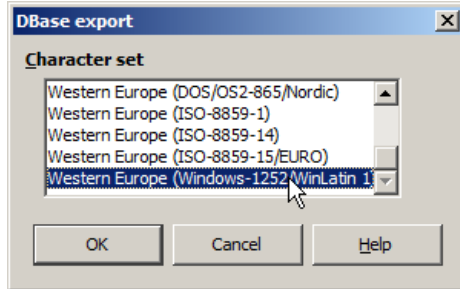 DBase export
Character set
Western Europe (DOS/OS2-865/Nordic)
Western Europe (ISO-8859-1)
Western Europe (ISO-8859-14)
Western Europe (ISO-8859-15/EURO)
Western Europe (Windows-1252/WinLatin 1)
OK
Cancel
Help